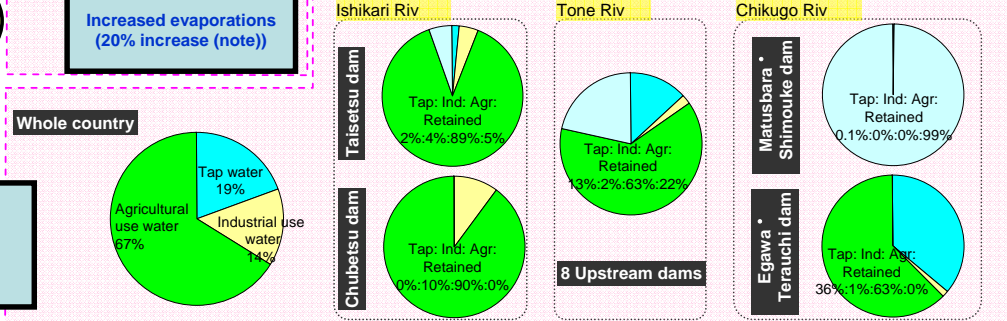 Increased evaporations
(20% increase (note))
Whole country
Tap water
19%
Agricultural
use water
67%
Industrial use
water
14%
Ishikari Riv
Taisetsu dam
Tap: Ind: Agr:
Retained
2%:4%:89%:5%
Chubetsu dam
Tap: Ind: Agr:
Retained
0%:10%:90%:0%
Tone Riv
Tap: Ind: Agr:
Retained
13%:2%:63%:22%
8 Upstream dams
Chikugo Riv
Matusbara •
Shimouke dam
Tap: Ind: Agr:
Retained
0.1%:0%:0%:99%
Egawa •
Terauchi dam
Tap: Ind: Agr:
Retained
36%:1%:63%:0%